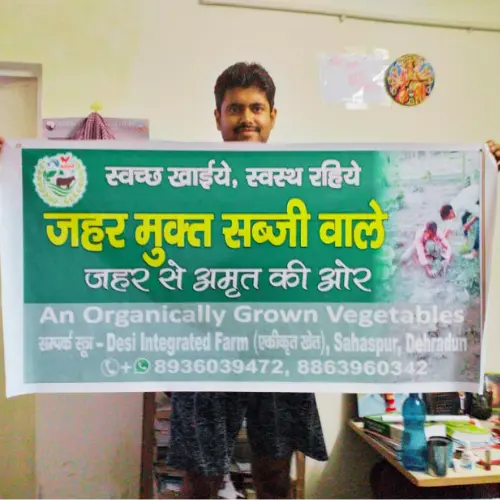 स्वच्छ खाईये, स्वस्थ रहिये
जहर मुक्त सब्जी वाले
जहर से अमृत की ओर
An Organically Grown Vegetables
सम्पर्क सूत्र - Desi Integrated Farm (एकीकृत खेत), Sahaspur, Dehradun
+ 8936039472, 8863960342